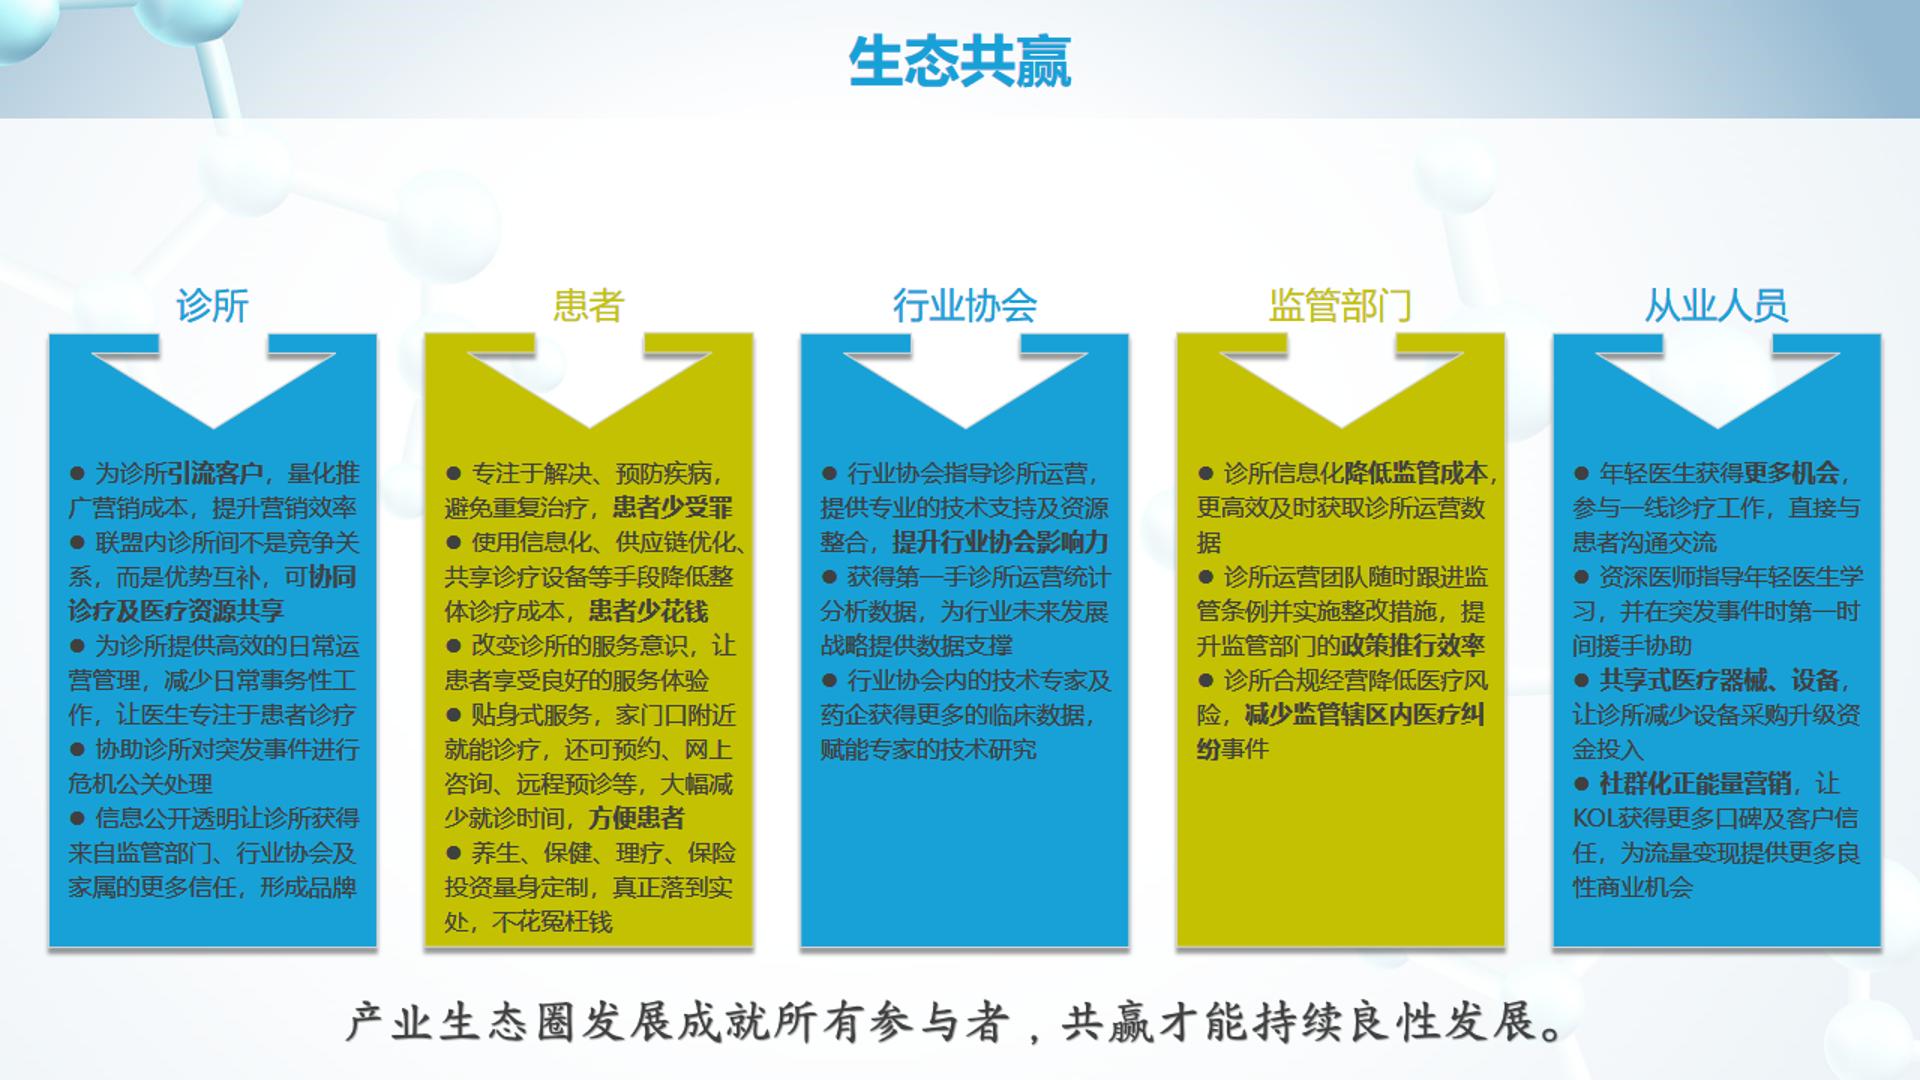 生态共赢
诊所
● 为诊所引流客户，量化推
广营销成本，提升营销效率
● 联盟内诊所间不是竞争关
系，而是优势互补，可协同
诊疗及医疗资源共享
● 为诊所提供高效的日常运
营管理，减少日常事务性工
作，让医生专注于患者诊疗
● 协助诊所对突发事件进行
危机公关处理
● 信息公开透明让诊所获得
来自监管部门、行业协会及
家属的更多信任，形成品牌
患者
● 专注于解决、预防疾病，
避免重复治疗，患者少受罪
● 使用信息化、供应链优化、
共享诊疗设备等手段降低整
体诊疗成本，患者少花钱
● 改变诊所的服务意识，让
患者享受良好的服务体验
● 贴身式服务，家门口附近
就能诊疗，还可预约、网上
咨询、远程预诊等，大幅减
少就诊时间，方便患者
● 养生、保健、理疗、保险
投资量身定制，真正落到实
处，不花冤枉钱
行业协会
● 行业协会指导诊所运营，
提供专业的技术支持及资源
整合，提升行业协会影响力
● 获得第一手诊所运营统计
分析数据，为行业未来发展
战略提供数据支撑
● 行业协会内的技术专家及
药企获得更多的临床数据，
赋能专家的技术研究
监管部门
● 诊所信息化降低监管成本，
更高效及时获取诊所运营数
据
● 诊所运营团队随时跟进监
管条例并实施整改措施，提
升监管部门的政策推行效率
● 诊所合规经营降低医疗风
险，减少监管辖区内医疗纠
纷事件
从业人员
● 年轻医生获得更多机会，
参与一线诊疗工作，直接与
患者沟通交流
● 资深医师指导年轻医生学
习，并在突发事件时第一时
间援手协助
● 共享式医疗器械、设备，
让诊所减少设备采购升级资
金投入
● 社群化正能量营销，让
KOL获得更多口碑及客户信
任，为流量变现提供更多良
性商业机会
产业生态圈发展成就所有参与者，共赢才能持续良性发展。